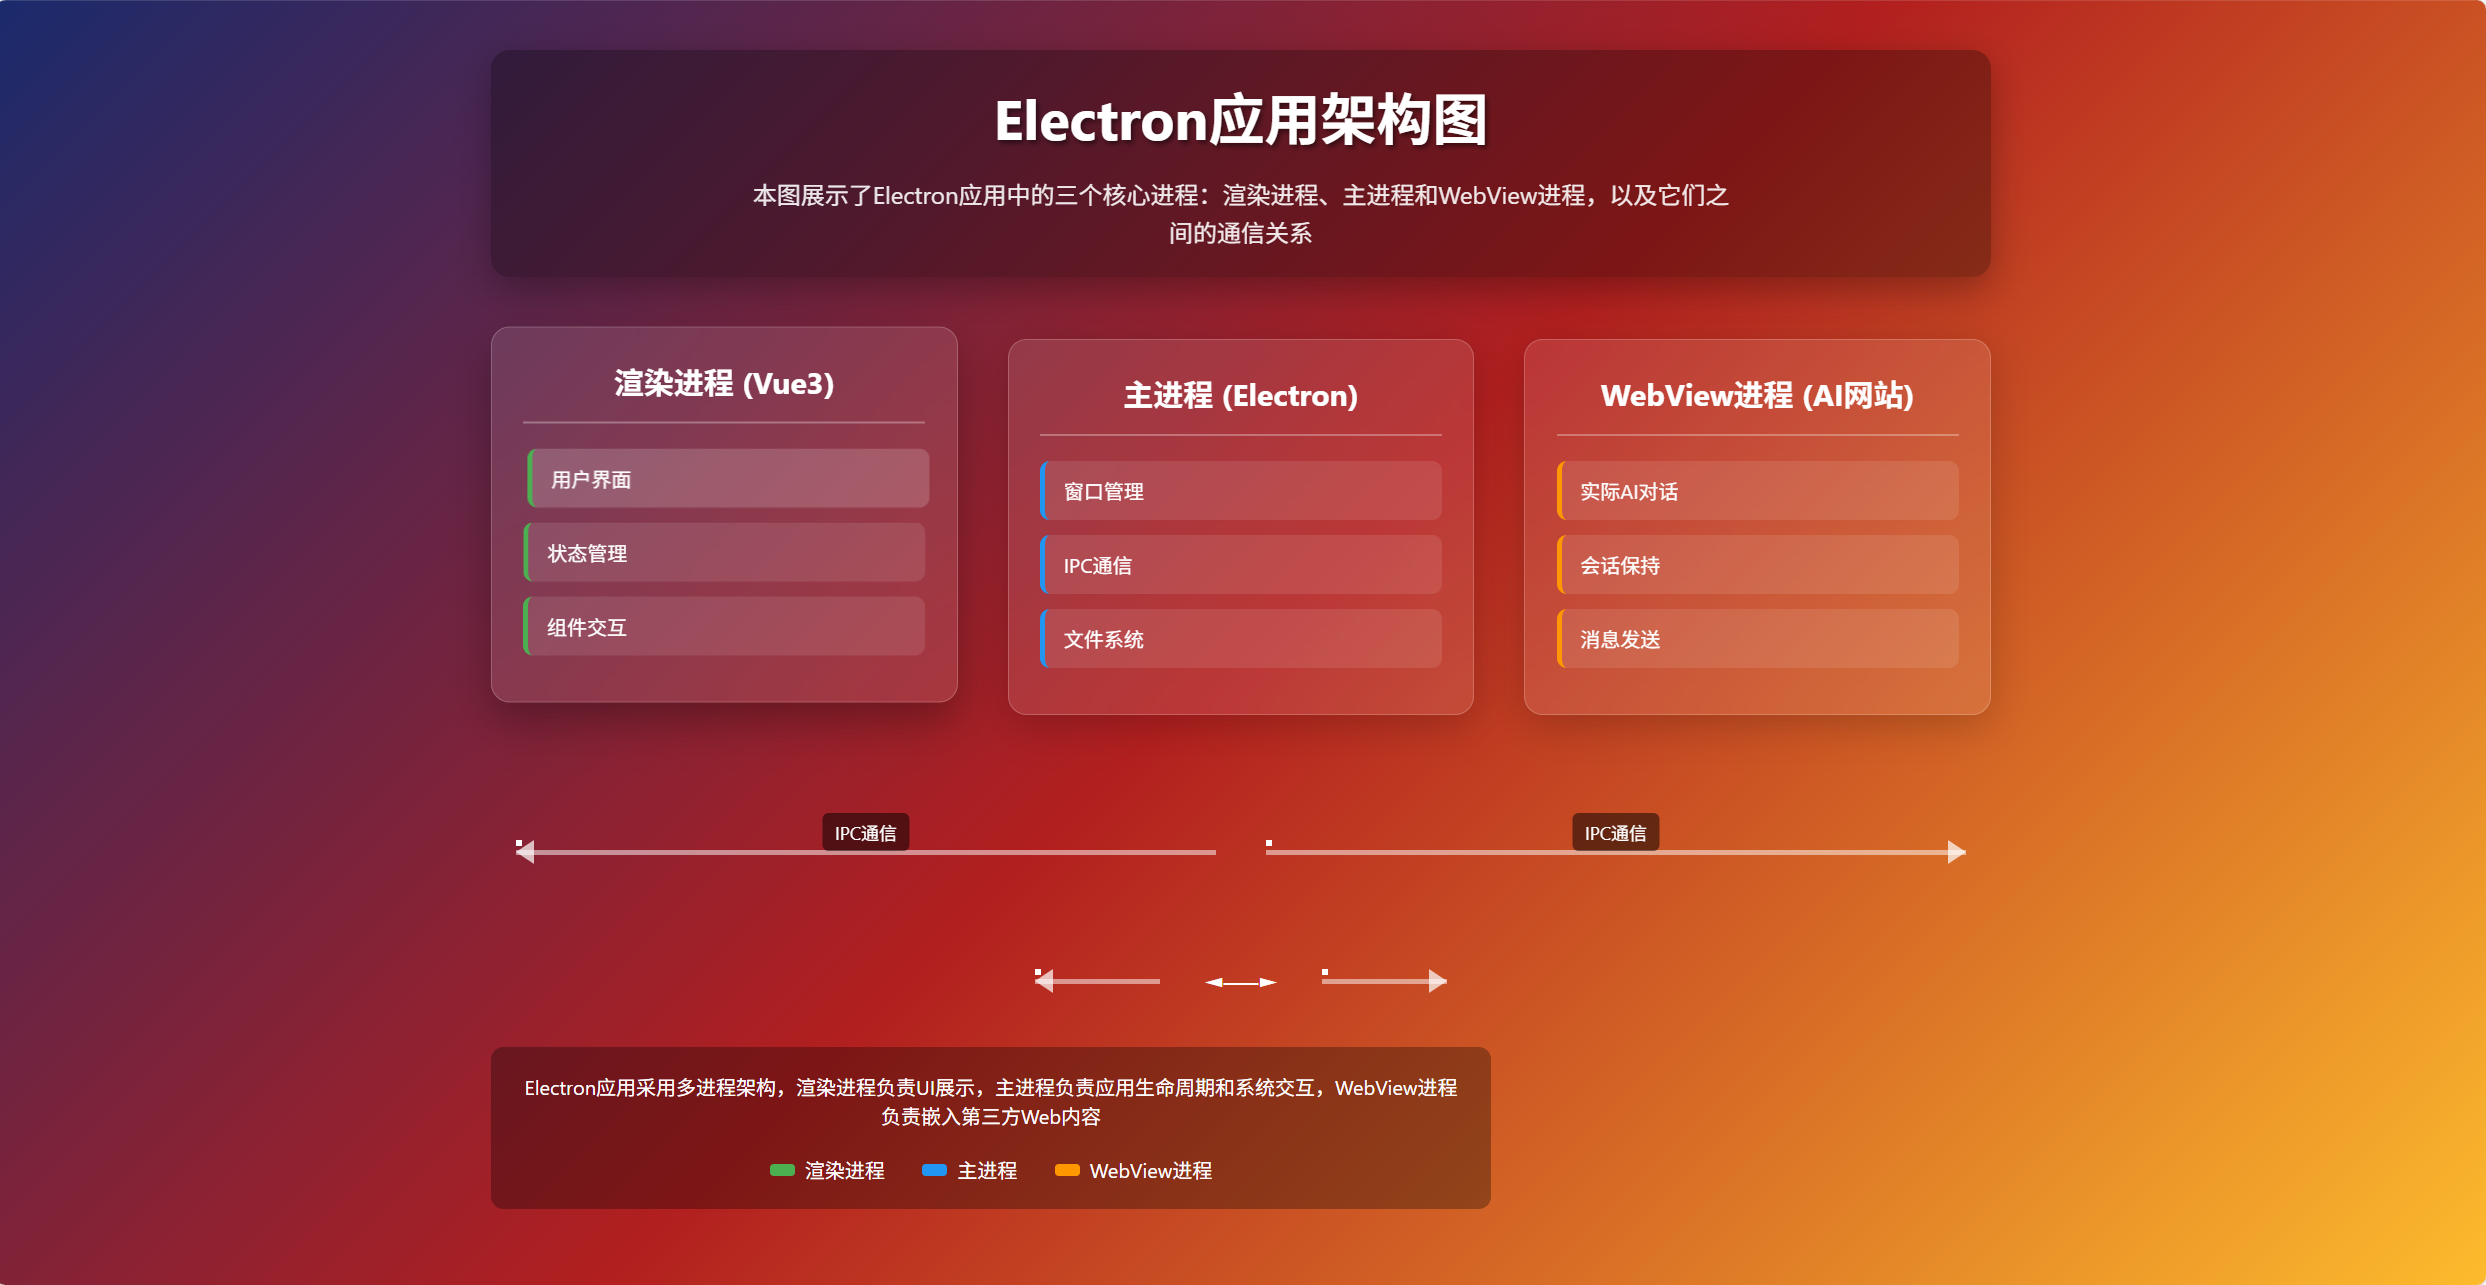 Electron应用架构图
本图展示了Electron应用中的三个核心进程：渲染进程、主进程和WebView进程，以及它们之
间的通信关系
渲染进程 (Vue3)
用户界面
状态管理
组件交互
主进程 (Electron)
窗口管理
IPC通信
文件系统
WebView进程 (AI网站)
实际AI对话
会话保持
消息发送
IPC通信
IPC通信
Electron应用采用多进程架构，渲染进程负责UI展示，主进程负责应用生命周期和系统交互，WebView进程
负责嵌入第三方Web内容
渲染进程
主进程
WebView进程